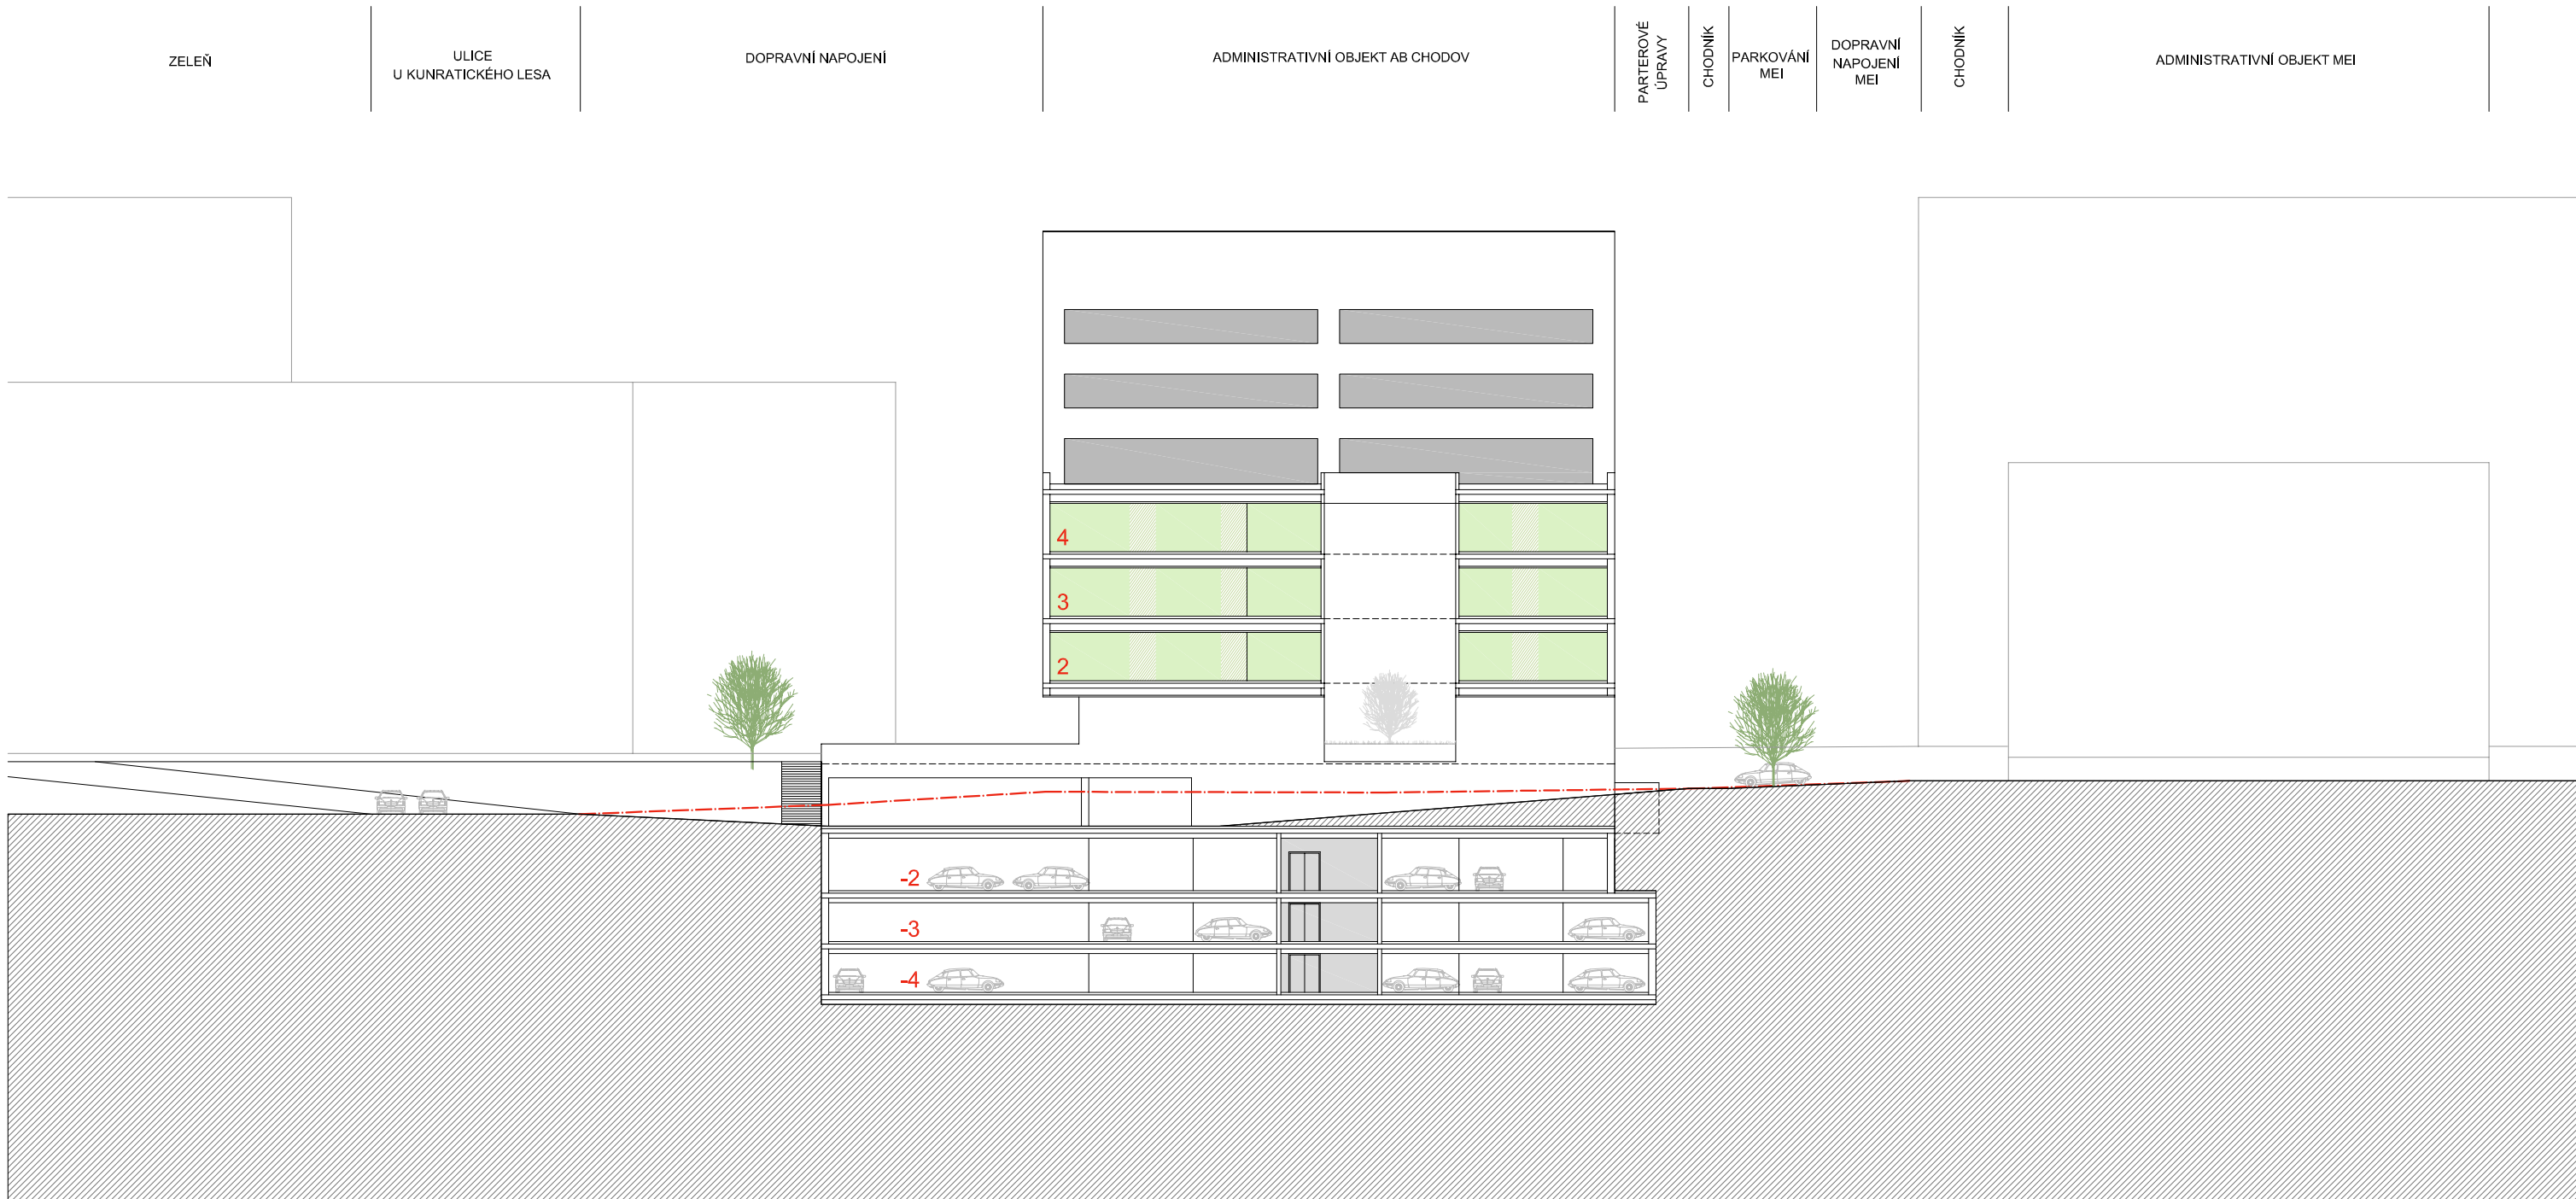 ZELEŇ
ULICE
U KUNRATICKÉHO LESA
DOPRAVNÍ NAPOJENÍ
ADMINISTRATIVNÍ OBJEKT AB CHODOV
PARTEROVÉ
ÚPRAVY
CHODNÍK
PARKOVÁNÍ
MEI
DOPRAVNÍ
NAPOJENÍ
MEI
CHODNÍK
ADMINISTRATIVNÍ OBJEKT MEI
4
3
2
-2
-3
-4